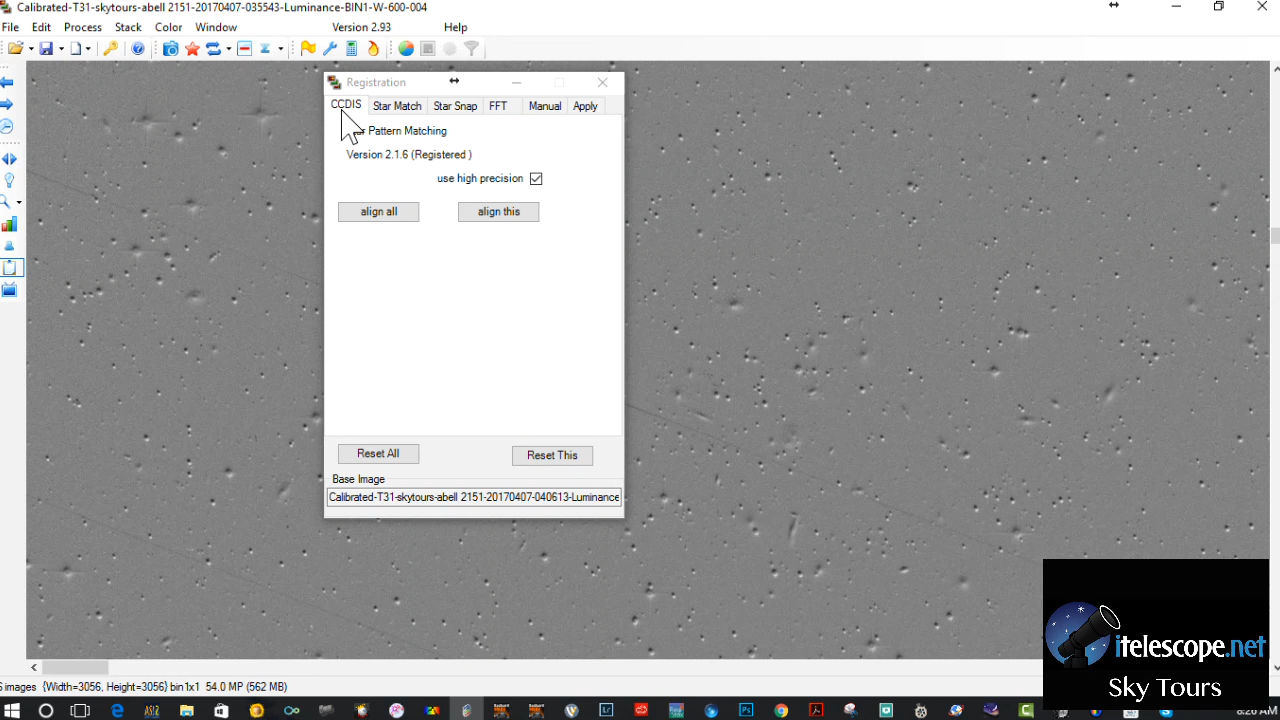 Calibrated-T31-skytours-abell 2151-20170407-035543-Luminance-BIN1-W-600-004
File Edit Process Stack Color Window Version 2.93 Help
Registration
CCDIS Star Match Star Snap FFT Manual Apply
Pattern Matching
Version 2.1.6 (Registered )
use high precision
align all align this
Reset All Reset This
Base Image
Calibrated-T31-skytours-abell 2151-20170407-040613-Luminance
itelescope.net
Sky Tours
images {Width=3056, Height=3056} bin1x1 54.0 MP (562 MB)